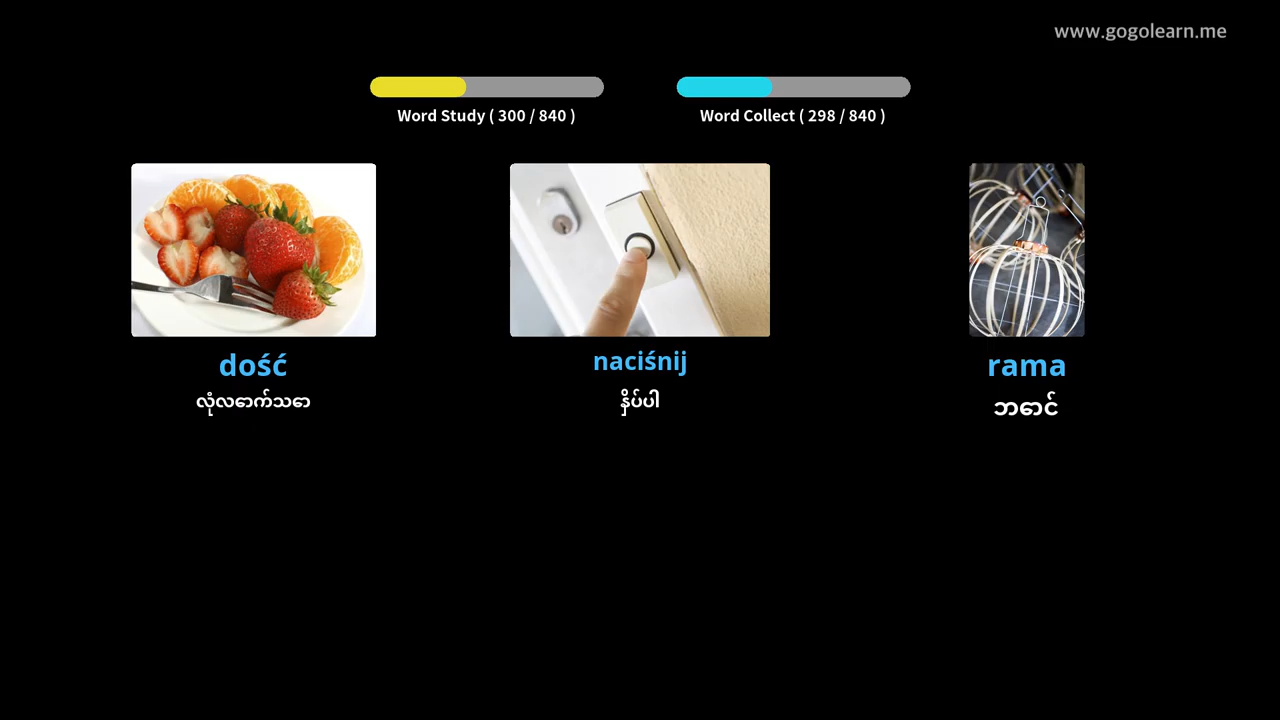 www.gogolearn.me
Word Study ( 300 / 840 )
Word Collect ( 298 / 840 )
dość
naciśnij
rama
လုံလောက်သော
နှိပ်ပါ
ဘောင်